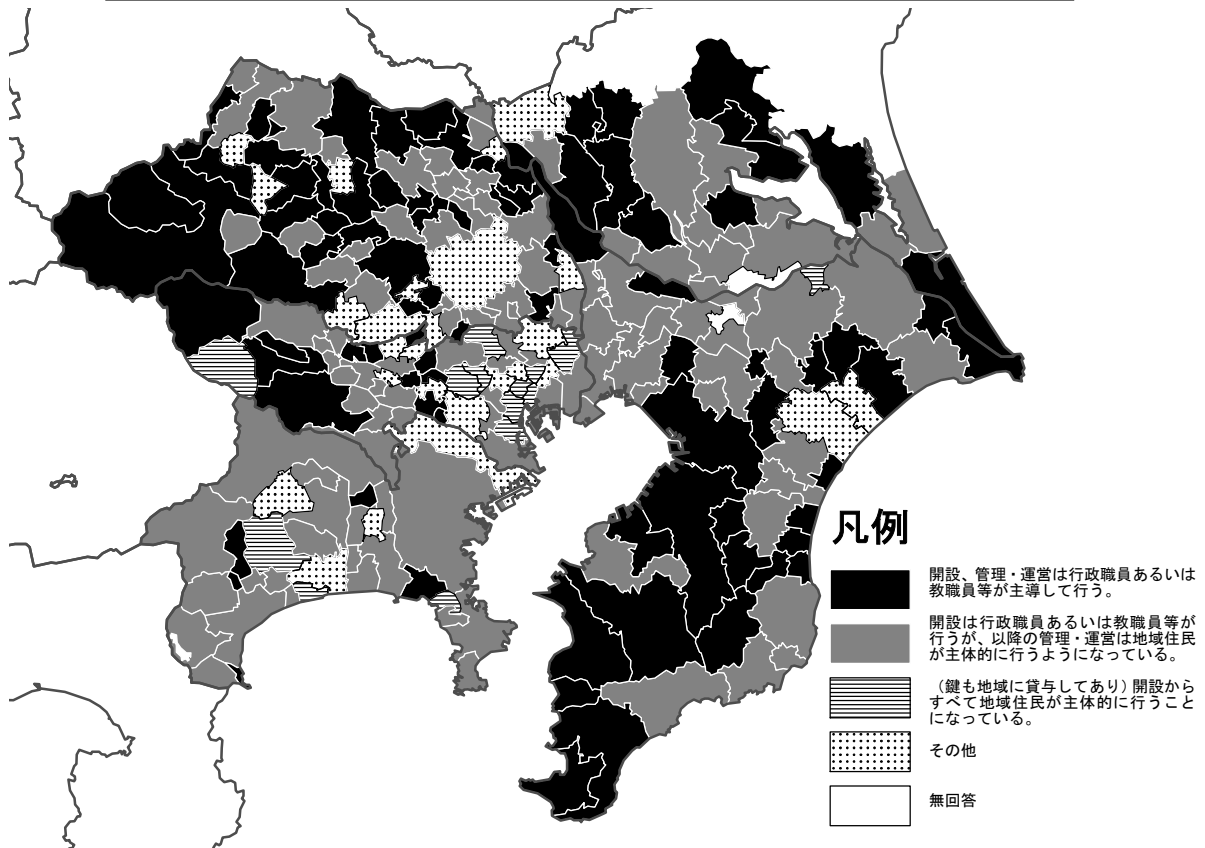 凡例
開設、管理・運営は行政職員あるいは
教職員等が主導して行う。
開設は行政職員あるいは教職員等が
行うが、以降の管理・運営は地域住民
が主体的に行うようになっている。
（鍵も地域に貸与してあり）開設から
すべて地域住民が主体的に行うこと
になっている。
その他
無回答